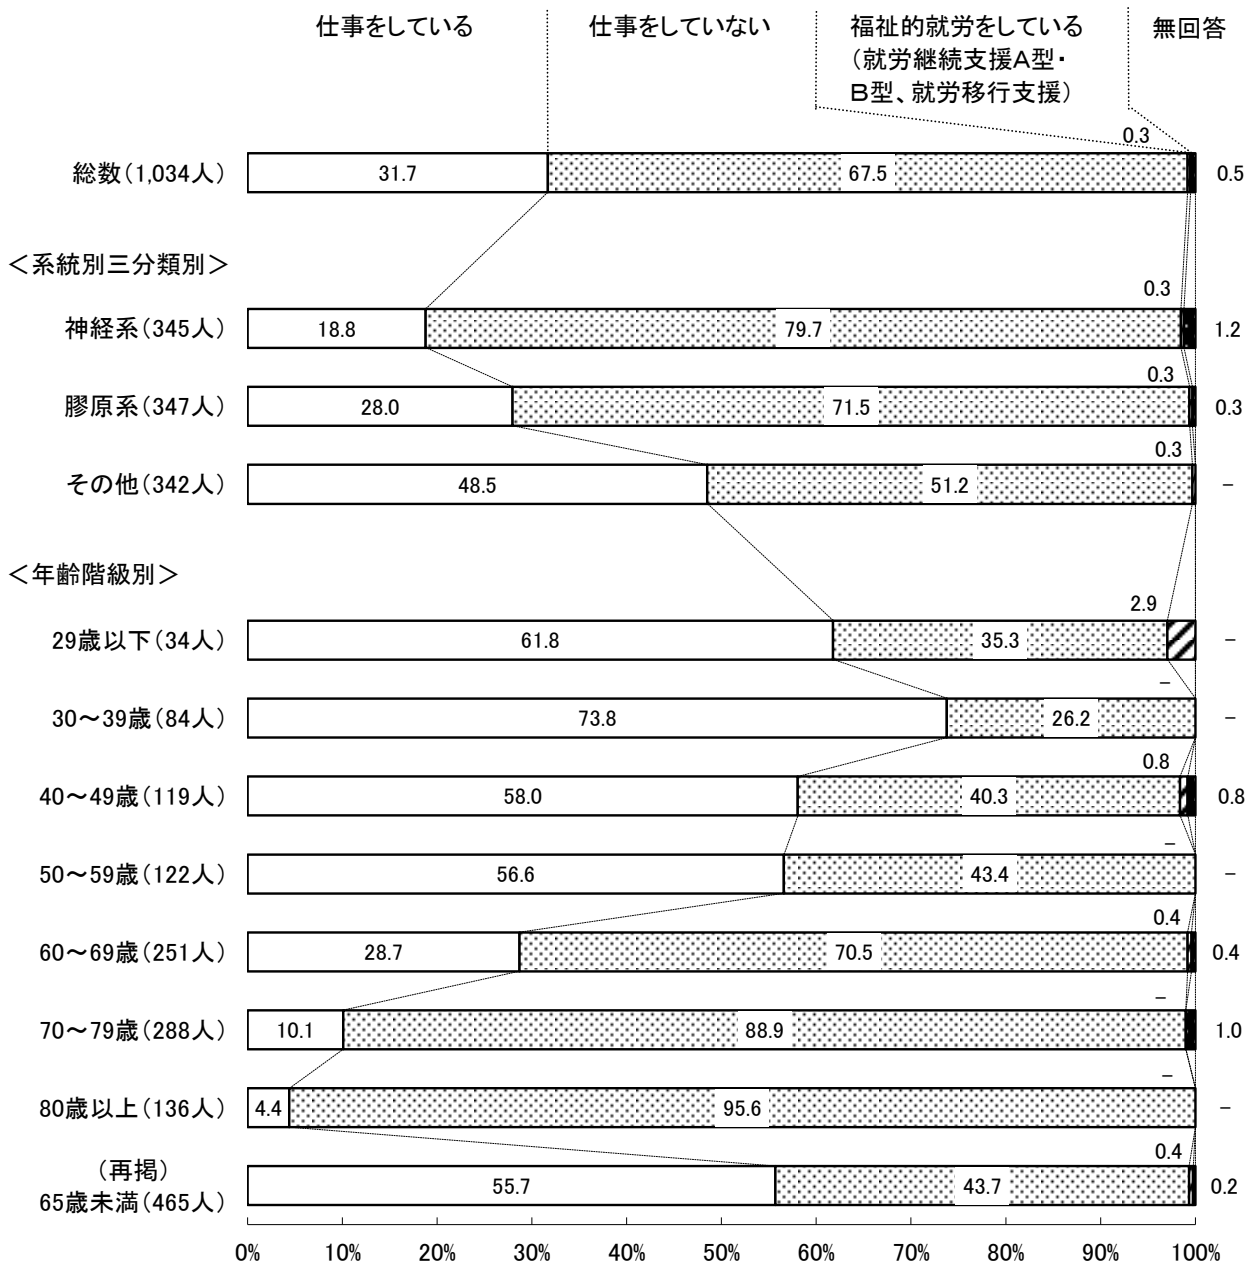 仕事をしている 仕事をしていない 福祉的就労をしている 無回答
（就労継続支援A型・
B型、就労移行支援）
0.3
総数（1,034人） 31.7 67.5 0.5
＜系統別三分類別＞
0.3
神経系（345人） 18.8 79.7 1.2
0.3
膠原系（347人） 28.0 71.5 0.3
0.3
その他（342人） 48.5 51.2 －
＜年齢階級別＞
2.9
29歳以下（34人） 61.8 35.3 －
－
30～39歳（84人） 73.8 26.2 －
0.8
40～49歳（119人） 58.0 40.3 0.8
－
50～59歳（122人） 56.6 43.4 －
0.4
60～69歳（251人） 28.7 70.5 0.4
－
70～79歳（288人） 10.1 88.9 1.0
－
80歳以上（136人） 4.4 95.6 －
0.4
（再掲）
65歳未満（465人） 55.7 43.7 0.2
0% 10% 20% 30% 40% 50% 60% 70% 80% 90% 100%